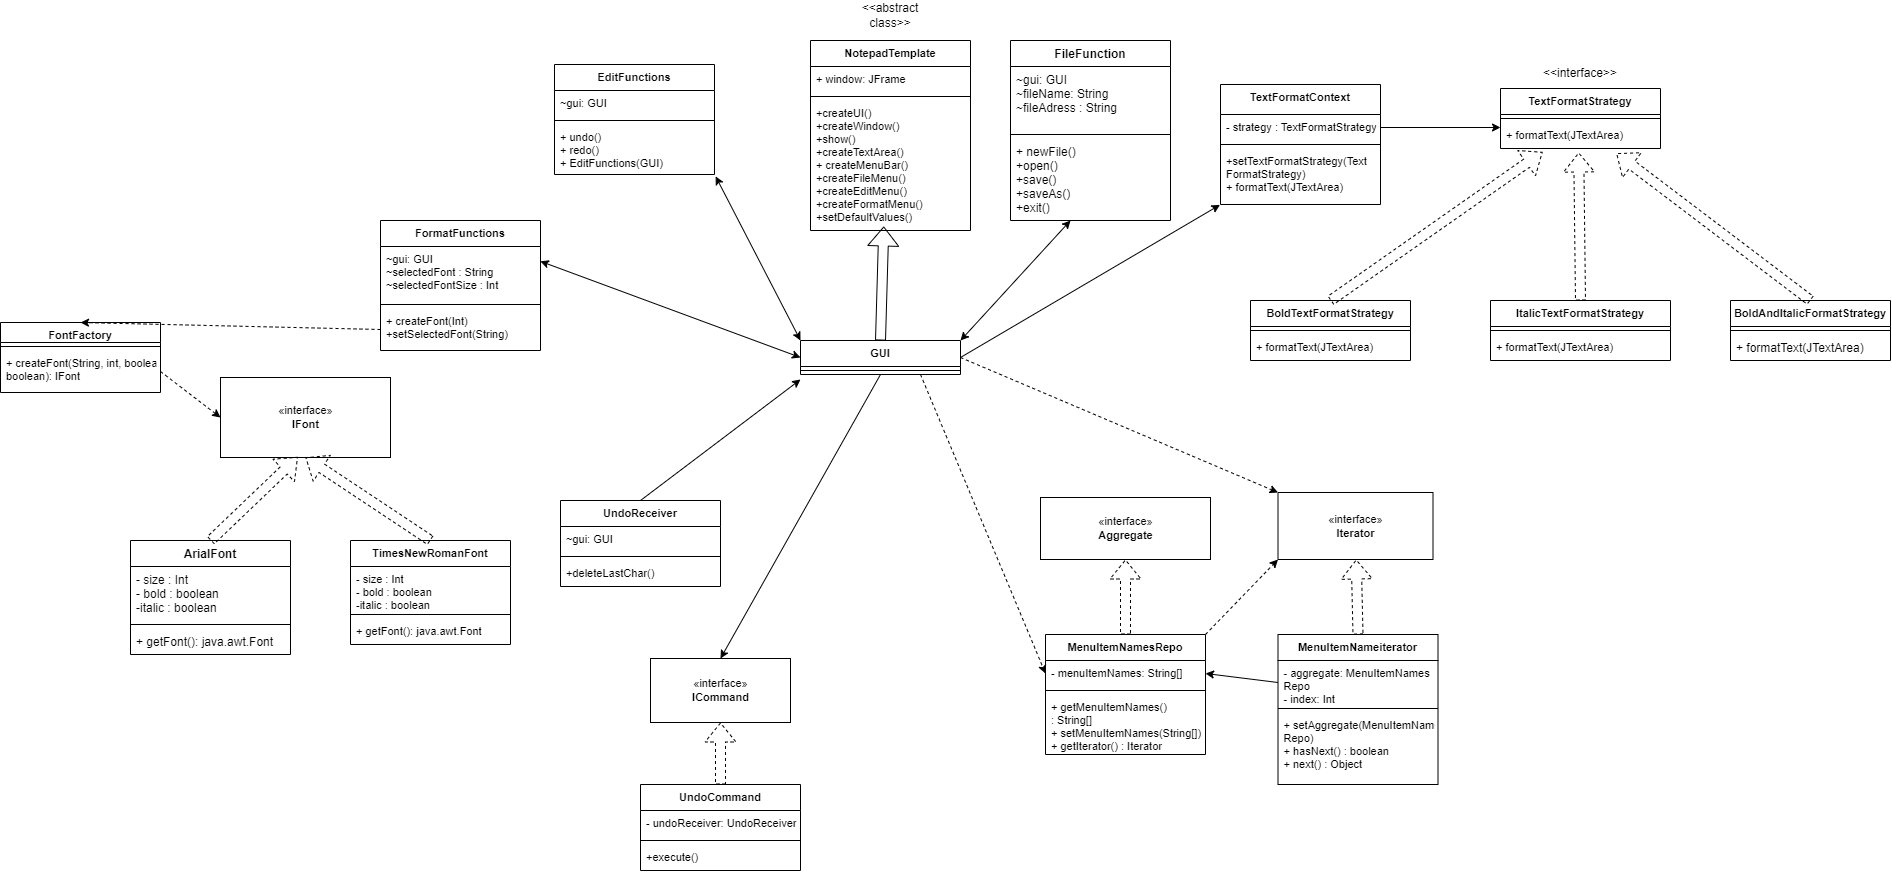 <<abstract
class>>
NotepadTemplate
+ window: JFrame
+createUI()
+createWindow()
+show()
+createTextArea()
+ createMenuBar()
+createFileMenu()
+createEditMenu()
+createFormatMenu()
+setDefaultValues()
FileFunction
~gui: GUI
~fileName: String
~fileAdress : String
+ newFile()
+open()
+save()
+saveAs()
+exit()
EditFunctions
~gui: GUI
+ undo()
+ redo()
+ EditFunctions(GUI)
TextFormatContext
- strategy : TextFormatStrategy
+setTextFormatStrategy(Text
FormatStrategy)
+ formatText(JTextArea)
<<interface>>
TextFormatStrategy
+ formatText(JTextArea)
FormatFunctions
~gui: GUI
~selectedFont : String
~selectedFontSize : Int
+ createFont(Int)
+setSelectedFont(String)
BoldTextFormatStrategy
+ formatText(JTextArea)
ItalicTextFormatStrategy
+ formatText(JTextArea)
BoldAndItalicFormatStrategy
+ formatText(JTextArea)
FontFactory
+ createFont(String, int, boolea
boolean): IFont
GUI
«interface»
IFont
ArialFont
- size : Int
- bold : boolean
-italic : boolean
+ getFont(): java.awt.Font
TimesNewRomanFont
- size : Int
- bold : boolean
-italic : boolean
+ getFont(): java.awt.Font
UndoReceiver
~gui: GUI
+deleteLastChar()
«interface»
Aggregate
«interface»
Iterator
«interface»
ICommand
MenuItemNamesRepo
- menuItemNames: String[]
+ getMenuItemNames()
: String[]
+ setMenuItemNames(String[])
+ getIterator() : Iterator
MenuItemNameiterator
- aggregate: MenuItemNames
Repo
- index: Int
+ setAggregate(MenuItemNam
Repo)
+ hasNext() : boolean
+ next() : Object
UndoCommand
- undoReceiver: UndoReceiver
+execute()